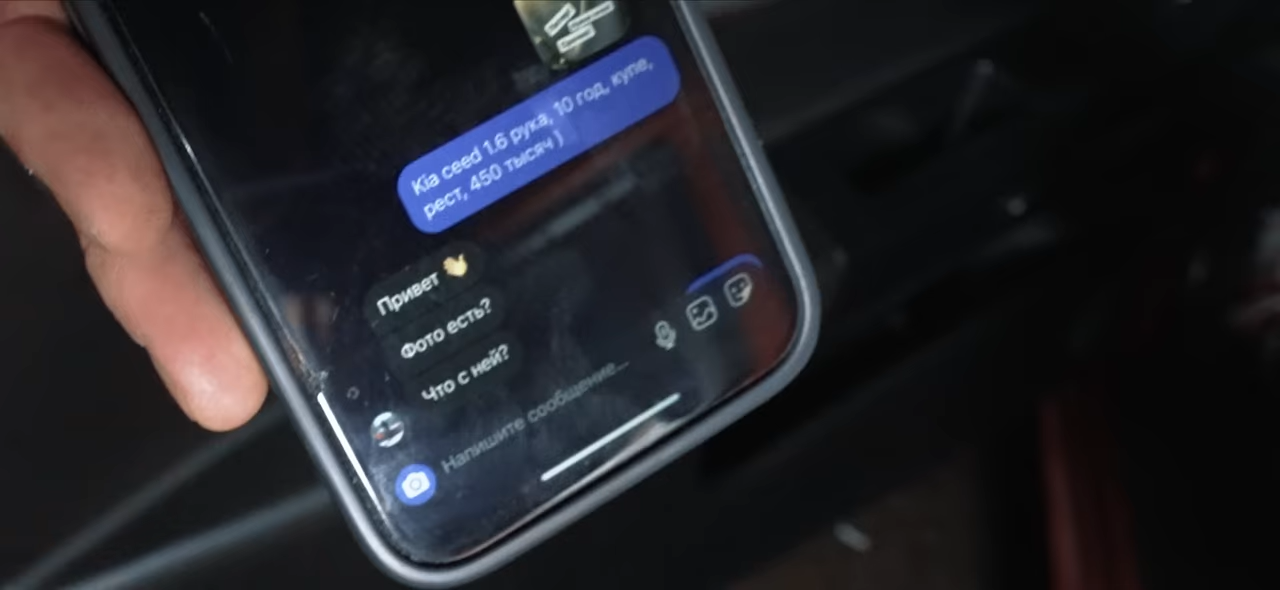 Kia ceed 1.6 рука, 10 год, купе,
рест, 450 тысяч )
Привет 👋
Фото есть?
Что с ней?
Напишите сообщение...